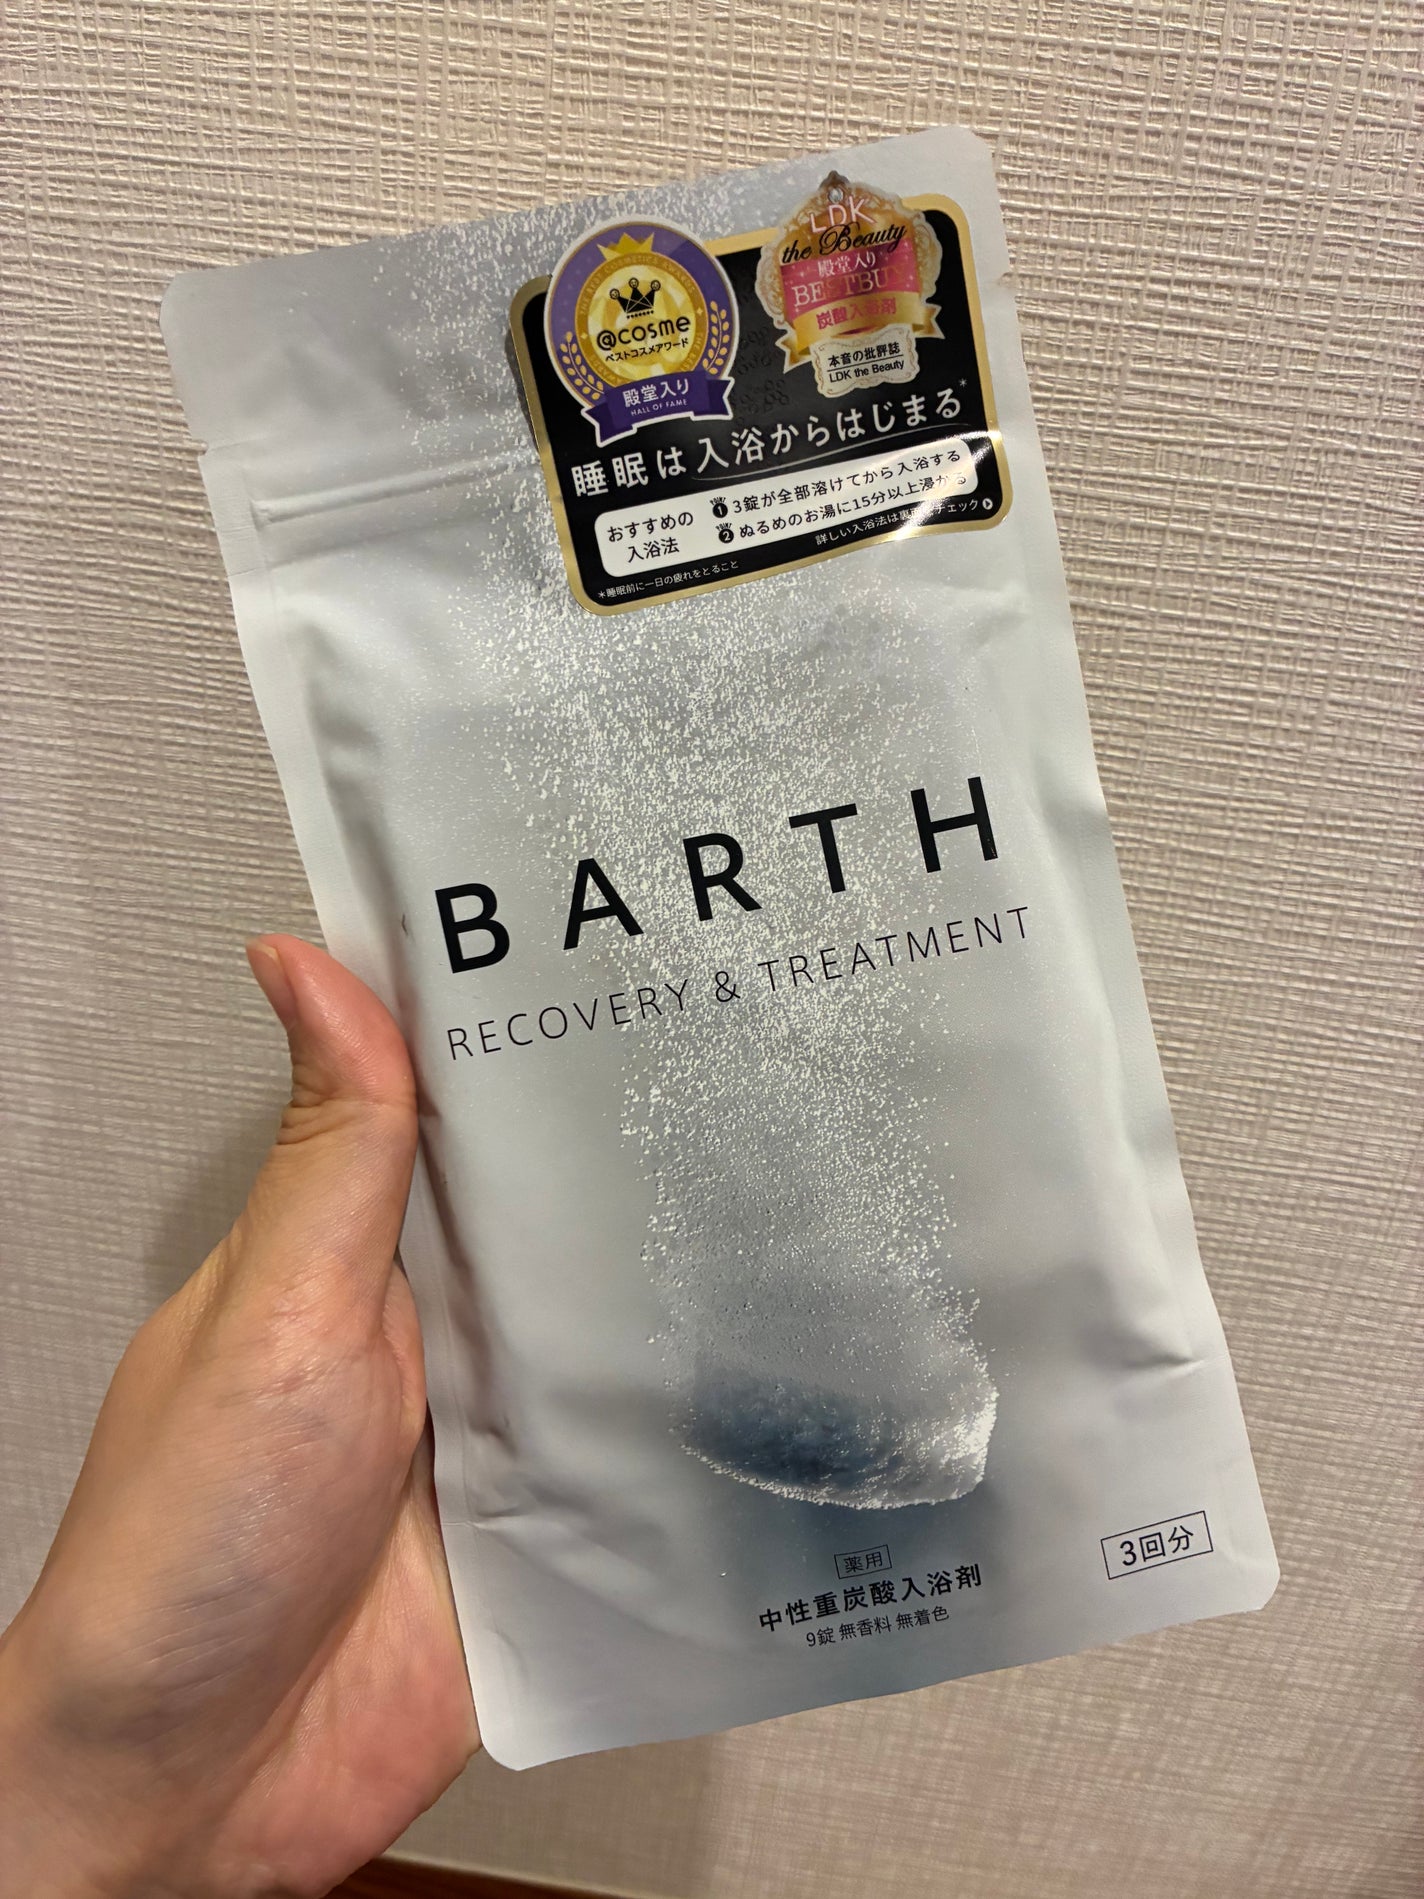 LDK
the Beauty
殿堂入り
BESTBUY
炭酸入浴剤
本音の批評誌
LDK the Beauty
@cosme
ベストコスメアワード
殿堂入り
HALL OF FAME
睡眠は入浴からはじまる*
おすすめの
入浴法
1 3錠が全部溶けてから入浴する
2 ぬるめのお湯に15分以上浸かる
詳しい入浴法は裏面をチェック
*睡眠前に一日の疲れをとること
BARTH
RECOVERY & TREATMENT
3回分
薬用
中性重炭酸入浴剤
9錠 無香料 無着色